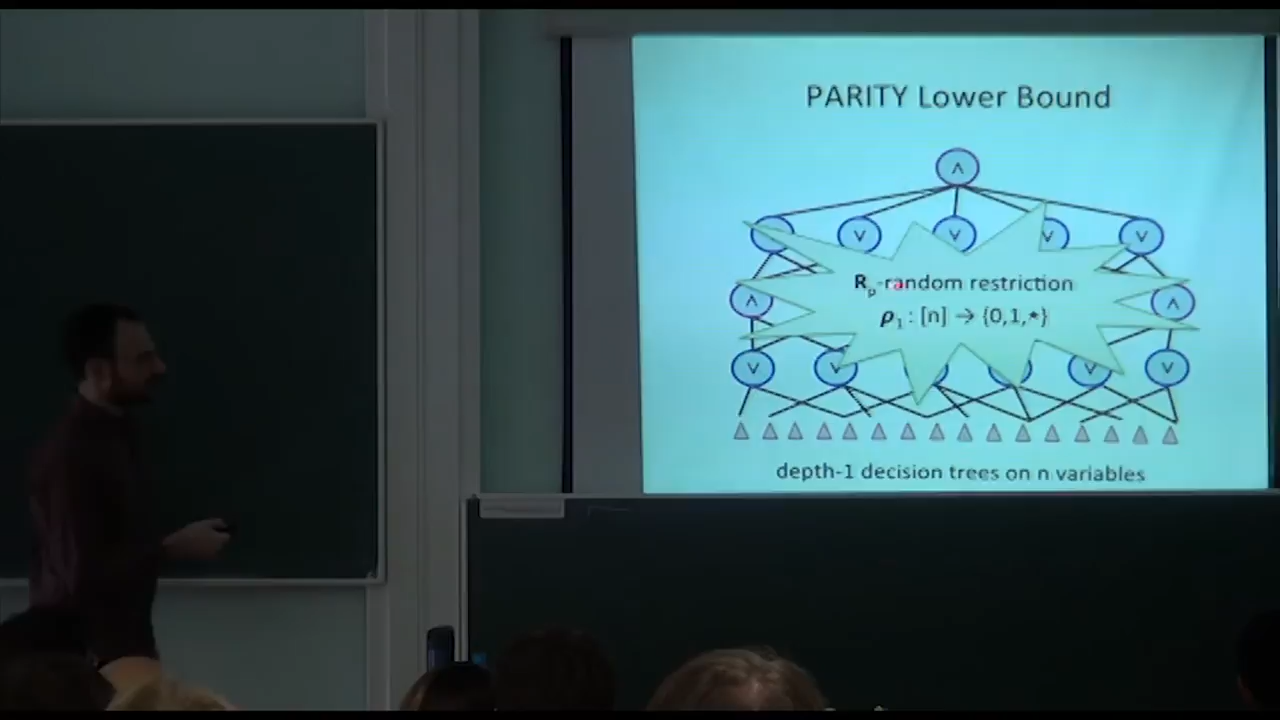 PARITY Lower Bound
∧
∨ ∨ ∨ ∨
R_p-random restriction
∧ ∧
ρ₁ : [n] → {0,1,*}
∨ ∨ ∨ ∨
depth-1 decision trees on n variables